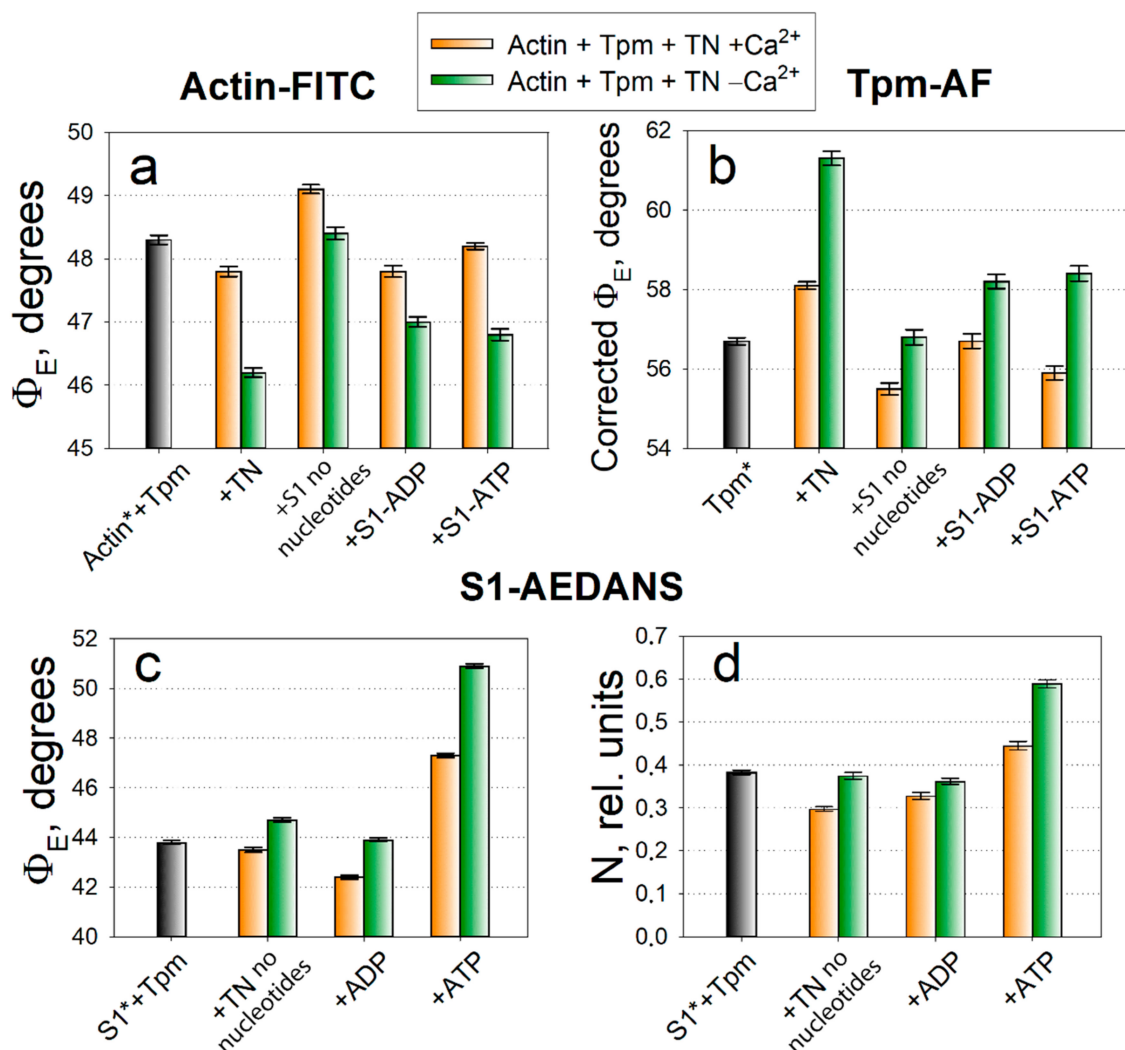 Actin + Tpm + TN +Ca²⁺
Actin + Tpm + TN –Ca²⁺
Actin-FITC
Tpm-AF
a
Φ_E, degrees
50
49
48
47
46
45
Actin*+Tpm
+TN
+S1 no
nucleotides
+S1-ADP
+S1-ATP
b
Corrected Φ_E, degrees
62
60
58
56
54
Tpm*
+TN
+S1 no
nucleotides
+S1-ADP
+S1-ATP
S1-AEDANS
c
Φ_E, degrees
52
50
48
46
44
42
40
S1*+Tpm
+TN no
nucleotides
+ADP
+ATP
d
N, rel. units
0.7
0.6
0.5
0.4
0.3
0.2
0.1
0.0
S1*+Tpm
+TN no
nucleotides
+ADP
+ATP